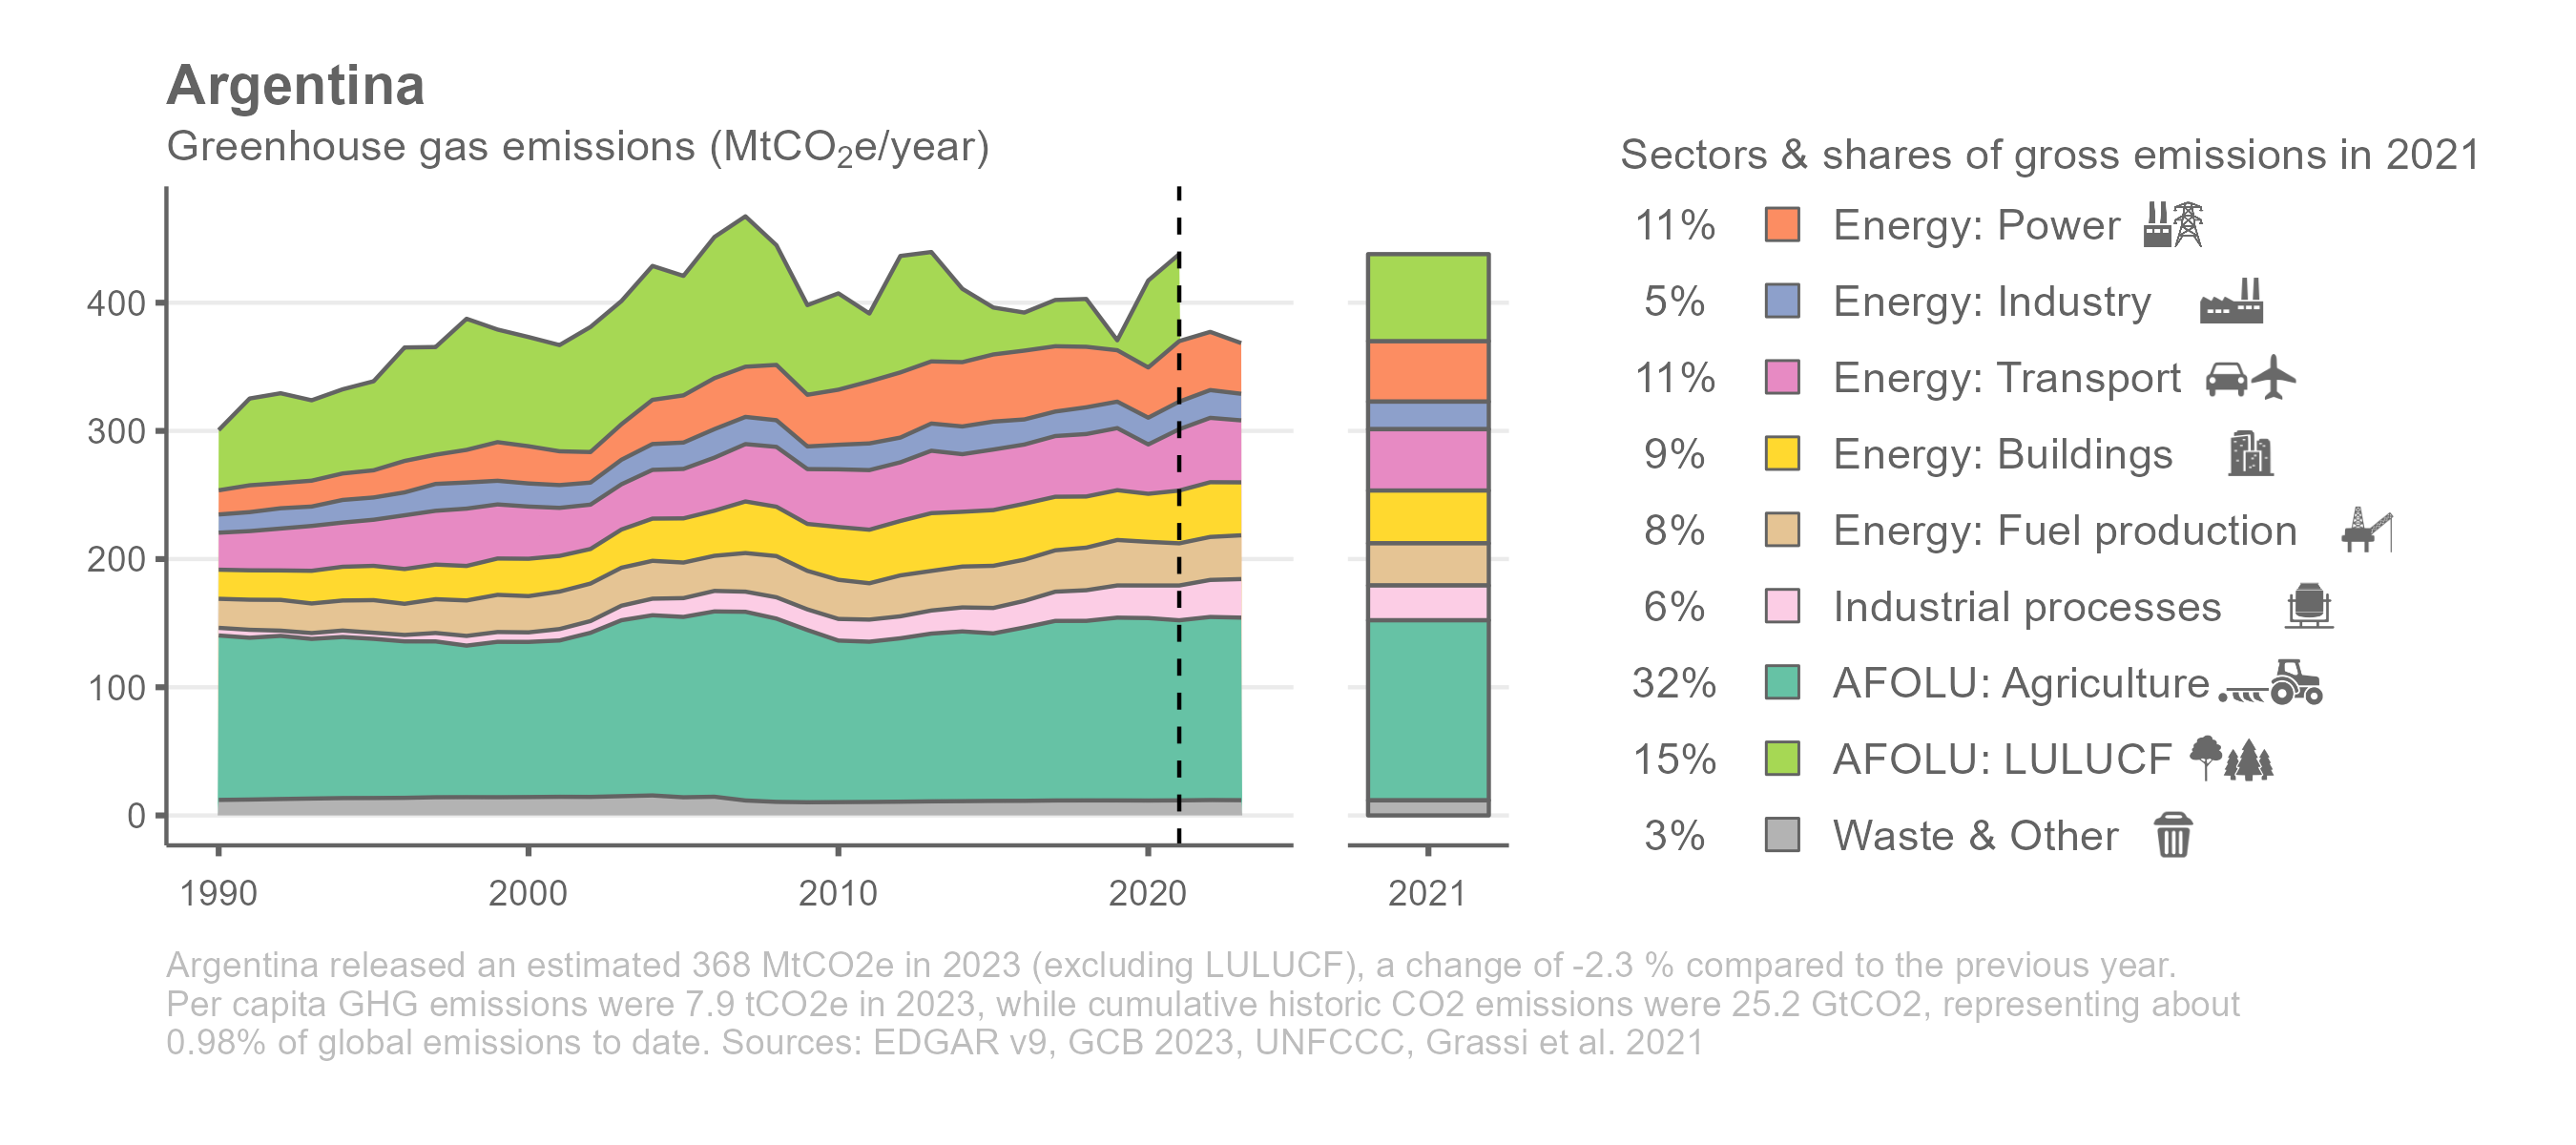 Argentina
Greenhouse gas emissions (MtCO₂e/year)
400
300
200
100
0
1990 2000 2010 2020
2021
Sectors & shares of gross emissions in 2021
11% Energy: Power
5% Energy: Industry
11% Energy: Transport
9% Energy: Buildings
8% Energy: Fuel production
6% Industrial processes
32% AFOLU: Agriculture
15% AFOLU: LULUCF
3% Waste & Other
Argentina released an estimated 368 MtCO2e in 2023 (excluding LULUCF), a change of -2.3 % compared to the previous year.
Per capita GHG emissions were 7.9 tCO2e in 2023, while cumulative historic CO2 emissions were 25.2 GtCO2, representing about
0.98% of global emissions to date. Sources: EDGAR v9, GCB 2023, UNFCCC, Grassi et al. 2021